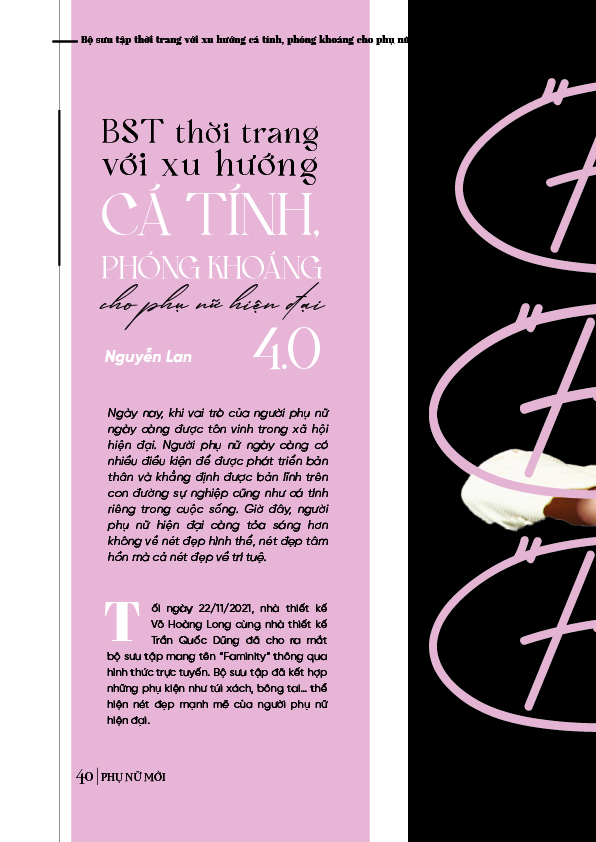 Bộ sưu tập thời trang với xu hướng cá tính, phóng khoáng cho phụ nữ
BST thời trang
với xu hướng
CÁ TÍNH,
PHÓNG KHOÁNG
cho phụ nữ hiện đại
4.0
Nguyễn Lan
Ngày nay, khi vai trò của người phụ nữ
ngày càng được tôn vinh trong xã hội
hiện đại. Người phụ nữ ngày càng có
nhiều điều kiện để được phát triển bản
thân và khẳng định được bản lĩnh trên
con đường sự nghiệp cũng như cá tính
riêng trong cuộc sống. Giờ đây, người
phụ nữ hiện đại càng tỏa sáng hơn
không về nét đẹp hình thể, nét đẹp tâm
hồn mà cả nét đẹp về trí tuệ.
Tối ngày 22/11/2021, nhà thiết kế
Võ Hoàng Long cùng nhà thiết kế
Trần Quốc Dũng đã cho ra mắt
bộ sưu tập mang tên "Faminity" thông qua
hình thức trực tuyến. Bộ sưu tập đã kết hợp
những phụ kiện như túi xách, bông tai... thể
hiện nét đẹp mạnh mẽ của người phụ nữ
hiện đại.
40 PHỤ NỮ MỚI